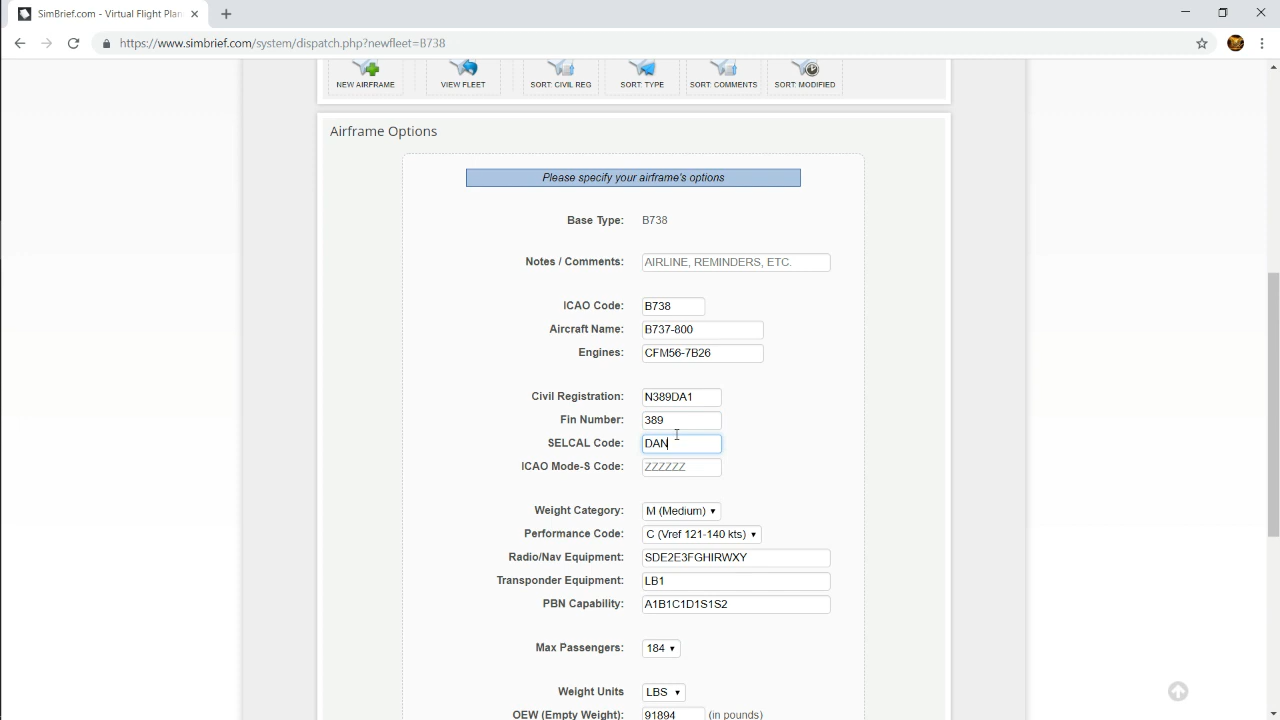 SimBrief.com - Virtual Flight Plan
https://www.simbrief.com/system/dispatch.php?newfleet=B738
NEW AIRFRAME VIEW FLEET SORT: CIVIL REG SORT: TYPE SORT: COMMENTS SORT: MODIFIED
Airframe Options
Please specify your airframe's options
Base Type: B738
Notes / Comments: AIRLINE, REMINDERS, ETC.
ICAO Code: B738
Aircraft Name: B737-800
Engines: CFM56-7B26
Civil Registration: N389DA1
Fin Number: 389
SELCAL Code: DAN
ICAO Mode-S Code: ZZZZZZ
Weight Category: M (Medium)
Performance Code: C (Vref 121-140 kts)
Radio/Nav Equipment: SDE2E3FGHIRWXY
Transponder Equipment: LB1
PBN Capability: A1B1C1D1S1S2
Max Passengers: 184
Weight Units LBS
OEW (Empty Weight): 91894 (in pounds)